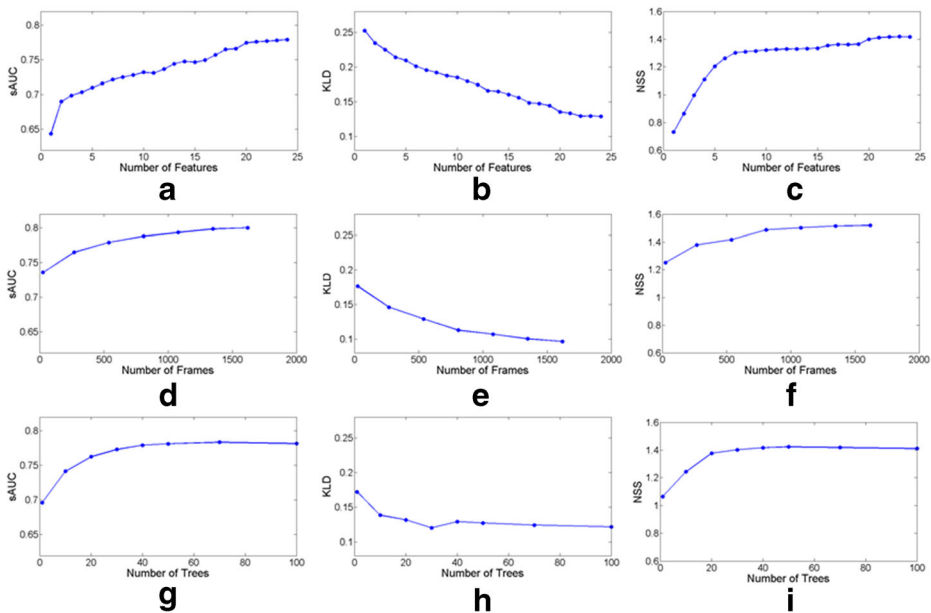 0.8
0.75
0.7
0.65
sAUC
0 5 10 15 20 25
Number of Features
a
0.25
0.2
0.15
0.1
KLD
0 5 10 15 20 25
Number of Features
b
1.6
1.4
1.2
1
0.8
0.6
NSS
0 5 10 15 20 25
Number of Features
c
0.8
0.75
0.7
0.65
sAUC
0 500 1000 1500 2000
Number of Frames
d
0.25
0.2
0.15
0.1
KLD
0 500 1000 1500 2000
Number of Frames
e
1.6
1.4
1.2
1
0.8
0.6
NSS
0 500 1000 1500 2000
Number of Frames
f
0.8
0.75
0.7
0.65
sAUC
0 20 40 60 80 100
Number of Trees
g
0.25
0.2
0.15
0.1
KLD
0 20 40 60 80 100
Number of Trees
h
1.6
1.4
1.2
1
0.8
0.6
NSS
0 20 40 60 80 100
Number of Trees
i